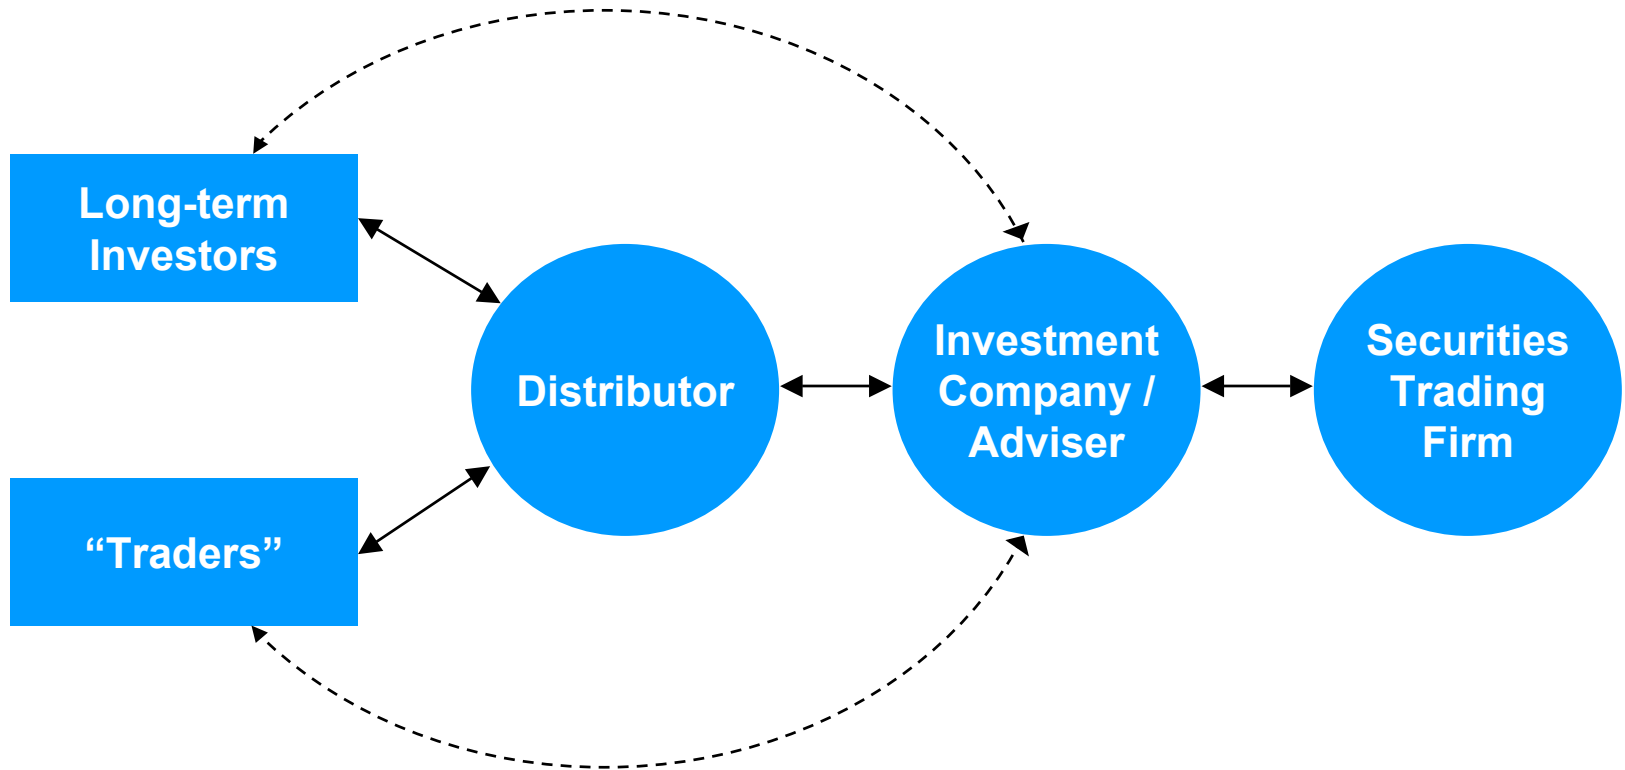 Long-term
Investors
Distributor
Investment
Company /
Adviser
Securities
Trading
Firm
“Traders”